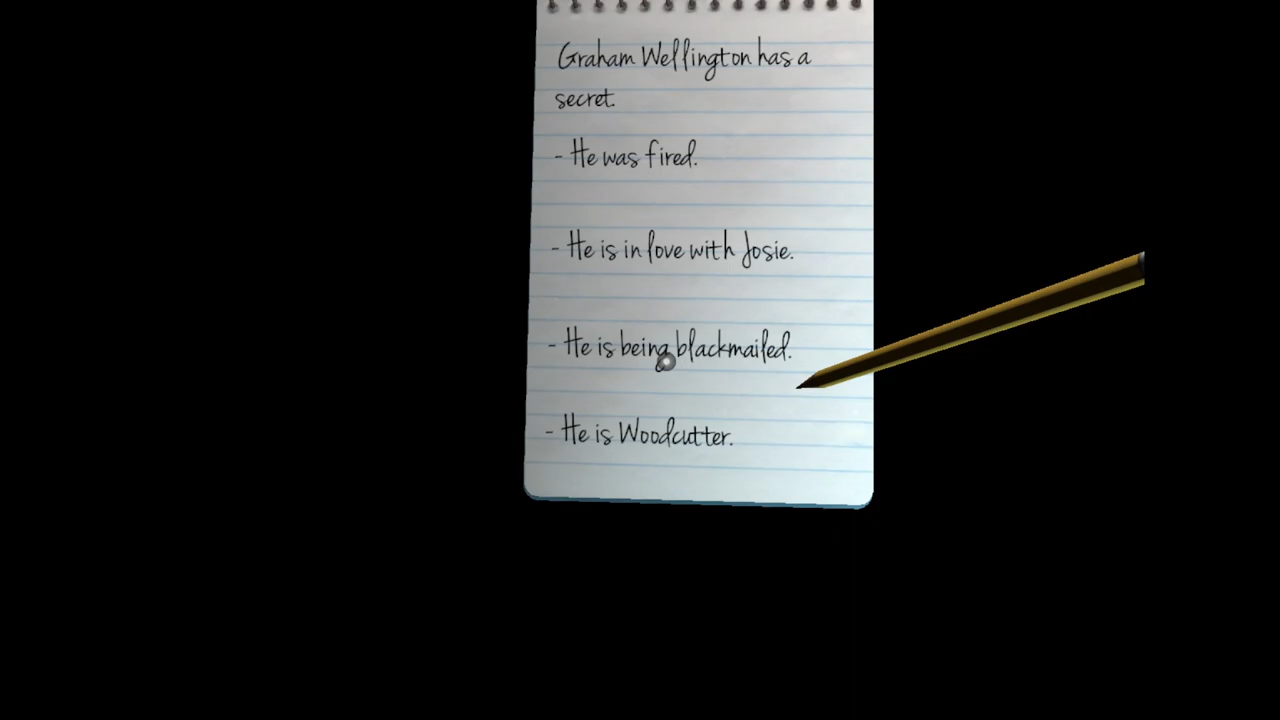 Graham Wellington has a
secret.
- He was fired.
- He is in love with Josie.
- He is being blackmailed.
- He is Woodcutter.